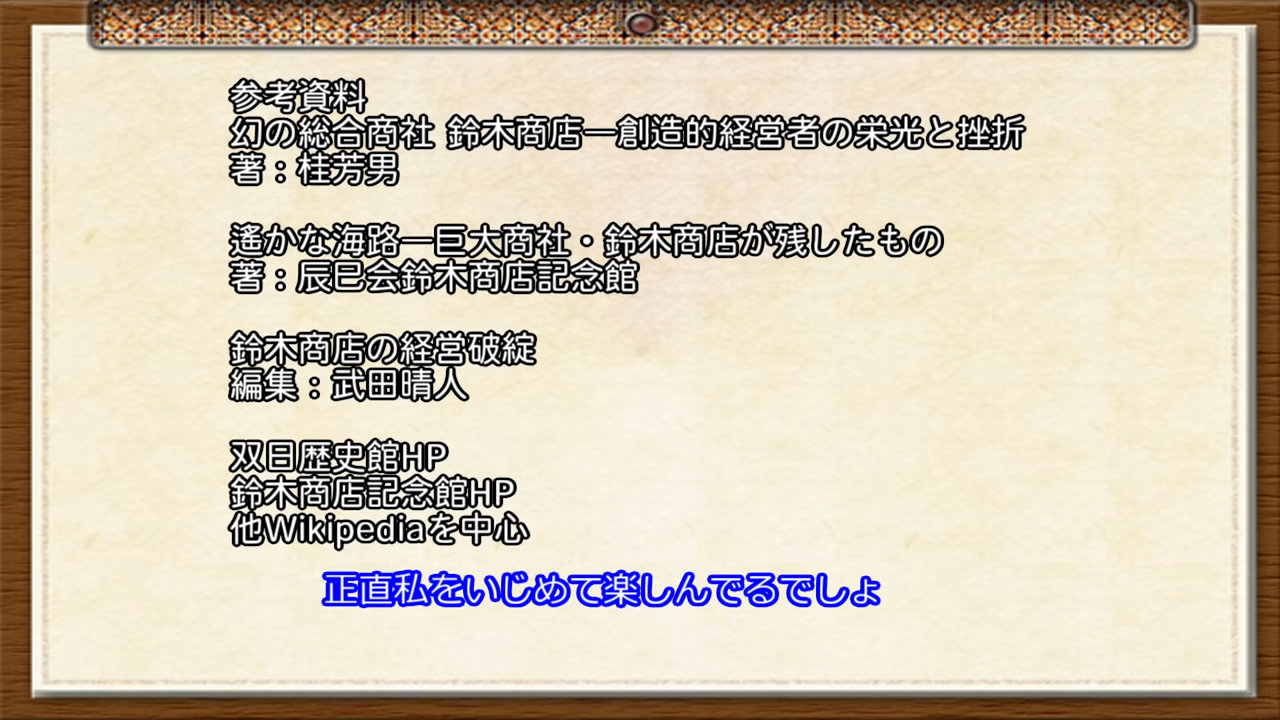 参考資料
幻の総合商社 鈴木商店―創造的経営者の栄光と挫折
著：桂芳男
遙かな海路―巨大商社・鈴木商店が残したもの
著：辰巳会鈴木商店記念館
鈴木商店の経営破綻
編集：武田晴人
双日歴史館HP
鈴木商店記念館HP
他Wikipediaを中心
正直私をいじめて楽しんでるでしょ